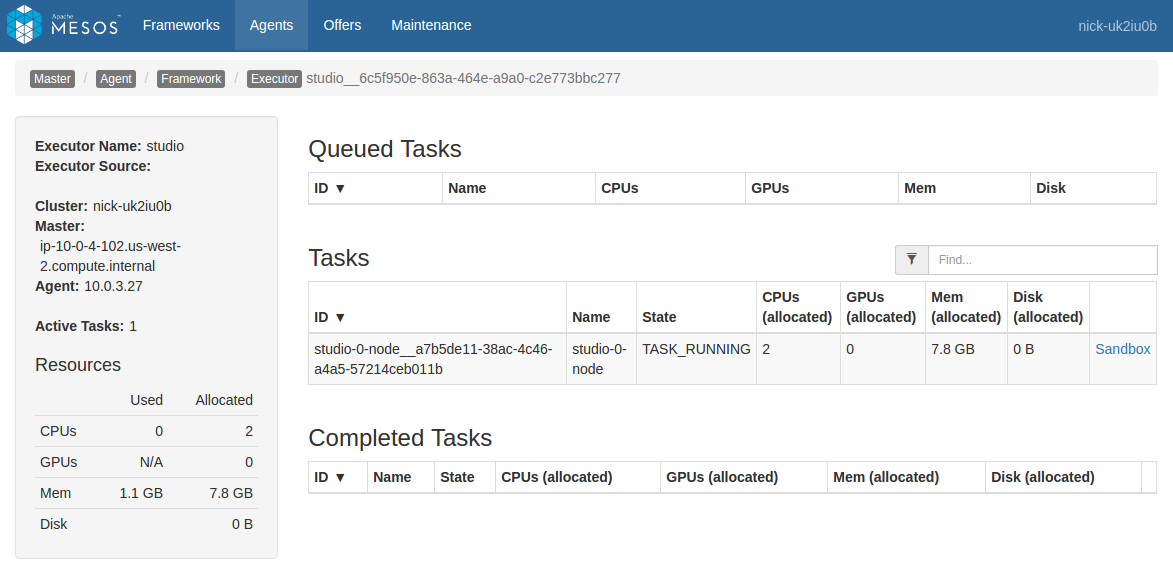 Apache
MESOS™ Frameworks Agents Offers Maintenance nick-uk2iu0b
Master / Agent / Framework / Executor studio__6c5f950e-863a-464e-a9a0-c2e773bbc277
Executor Name: studio
Executor Source:
Cluster: nick-uk2iu0b
Master:
ip-10-0-4-102.us-west-
2.compute.internal
Agent: 10.0.3.27
Active Tasks: 1
Resources
Used Allocated
CPUs 0 2
GPUs N/A 0
Mem 1.1 GB 7.8 GB
Disk 0 B
Queued Tasks
ID ▼ Name CPUs GPUs Mem Disk
Tasks
Find...
ID ▼ Name State CPUs (allocated) GPUs (allocated) Mem (allocated) Disk (allocated)
studio-0-node__a7b5de11-38ac-4c46- studio-0- TASK_RUNNING 2 0 7.8 GB 0 B Sandbox
a4a5-57214ceb011b node
Completed Tasks
ID ▼ Name State CPUs (allocated) GPUs (allocated) Mem (allocated) Disk (allocated)